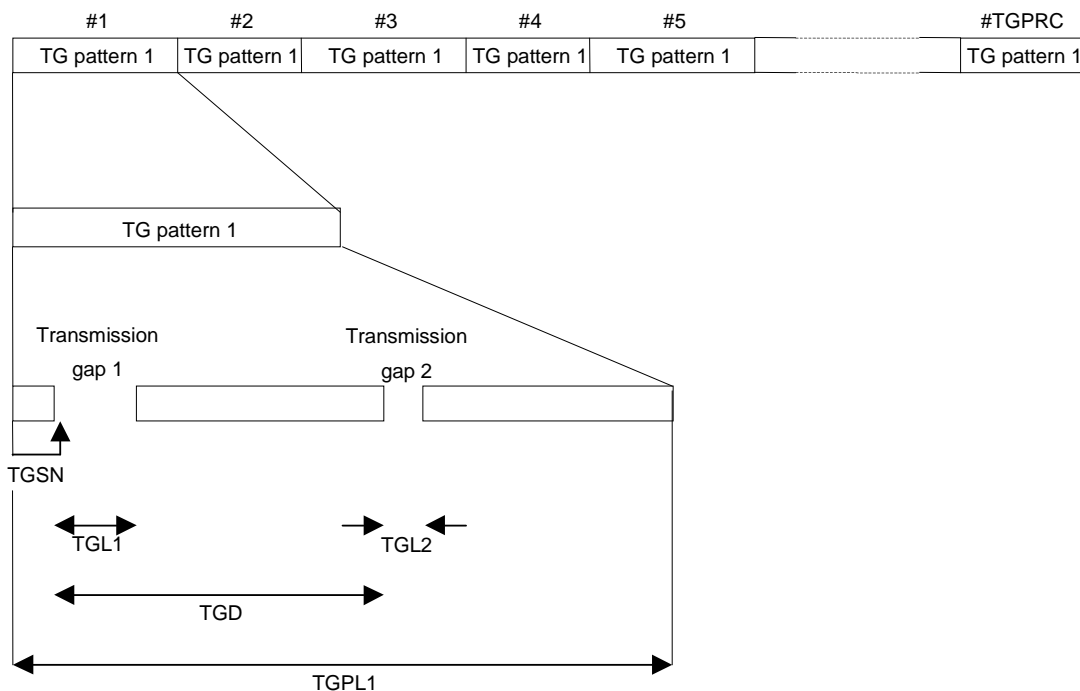 #1 #2 #3 #4 #5 #TGPRC
TG pattern 1 TG pattern 1 TG pattern 1 TG pattern 1 TG pattern 1 TG pattern 1
TG pattern 1
Transmission Transmission
gap 1 gap 2
TGSN
TGL1 TGL2
TGD
TGPL1